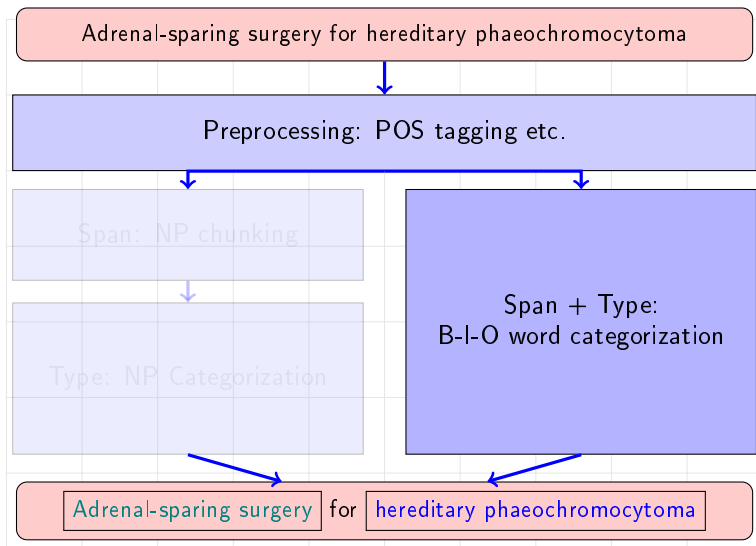 Adrenal-sparing surgery for hereditary phaeochromocytoma
Preprocessing: POS tagging etc.
Span: NP chunking
Type: NP Categorization
Span + Type:
B-I-O word categorization
Adrenal-sparing surgery for hereditary phaeochromocytoma